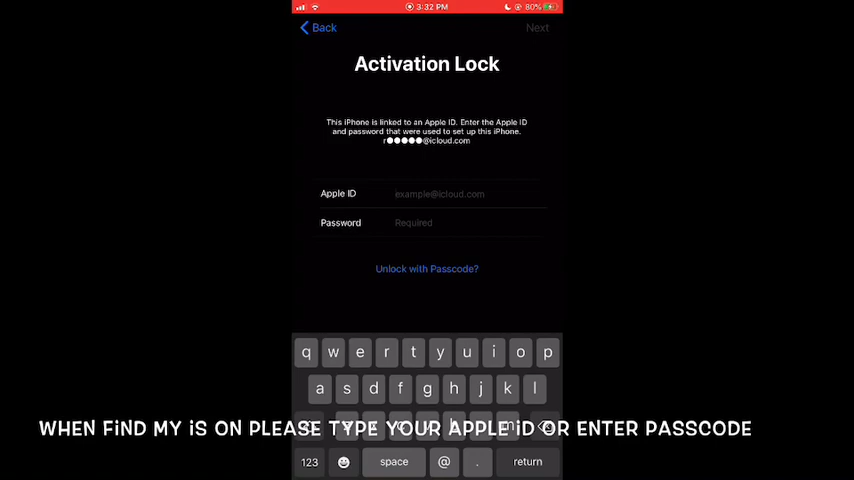 3:32 PM 80%
Back Next
Activation Lock
This iPhone is linked to an Apple ID. Enter the Apple ID
and password that were used to set up this iPhone.
r●●●●●@icloud.com
Apple ID example@icloud.com
Password Required
Unlock with Passcode?
q w e r t y u i o p
a s d f g h j k l
WHEN FIND MY IS ON PLEASE TYPE YOUR APPLE ID OR ENTER PASSCODE
123 space @ . return